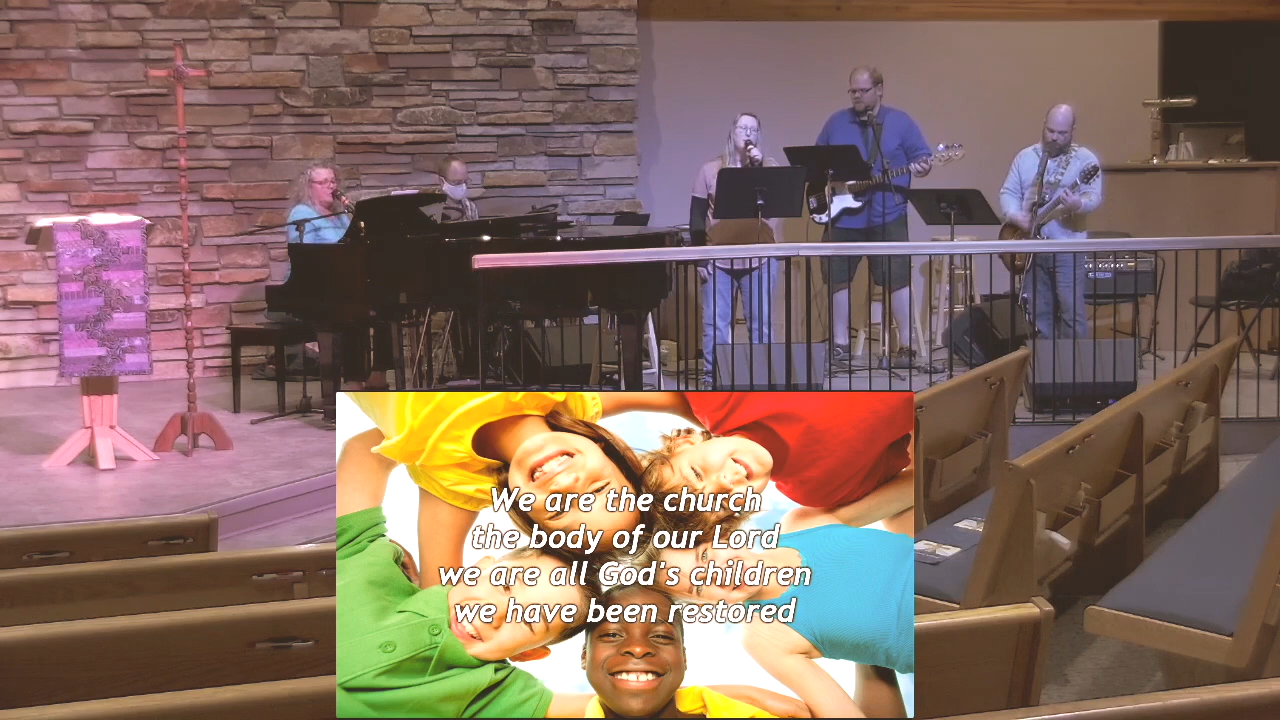 We are the church
the body of our Lord
we are all God's children
we have been restored